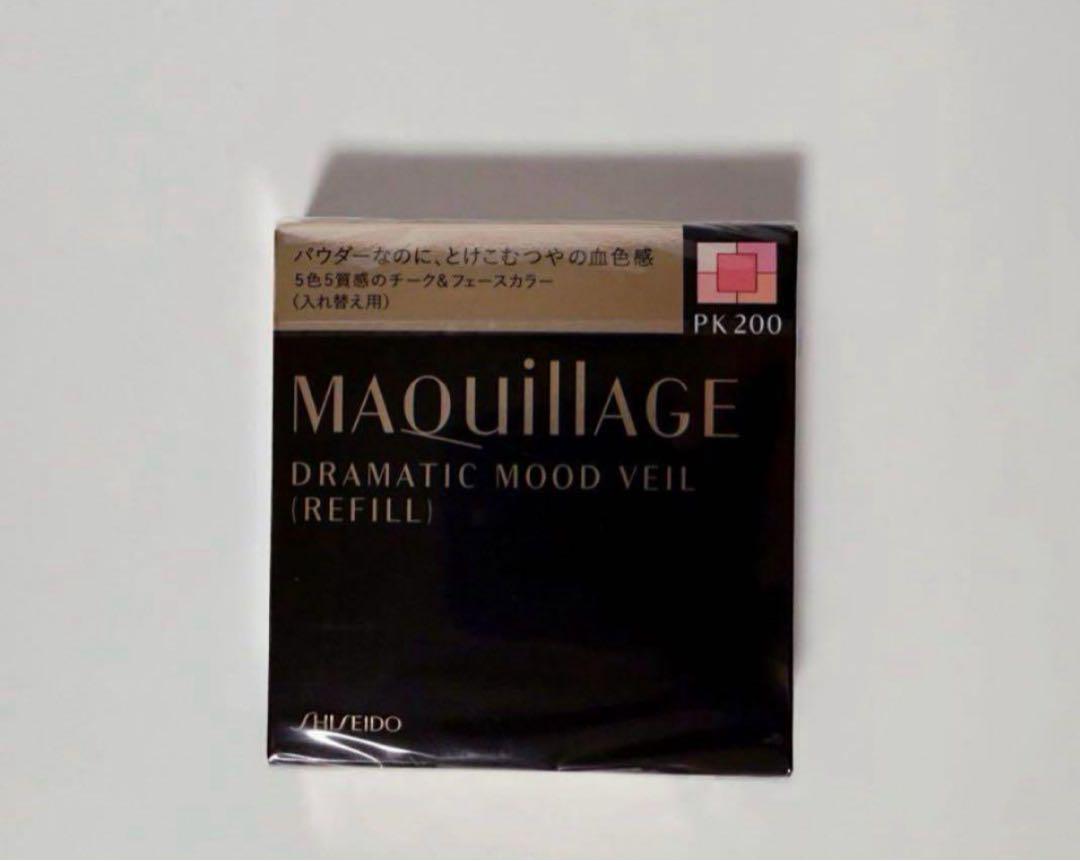 パウダーなのに、とけこむつやの血色感
5色5質感のチーク&フェースカラー
(入れ替え用)
PK 200
MAQuillAGE
DRAMATIC MOOD VEIL
(REFILL)
SHISEIDO